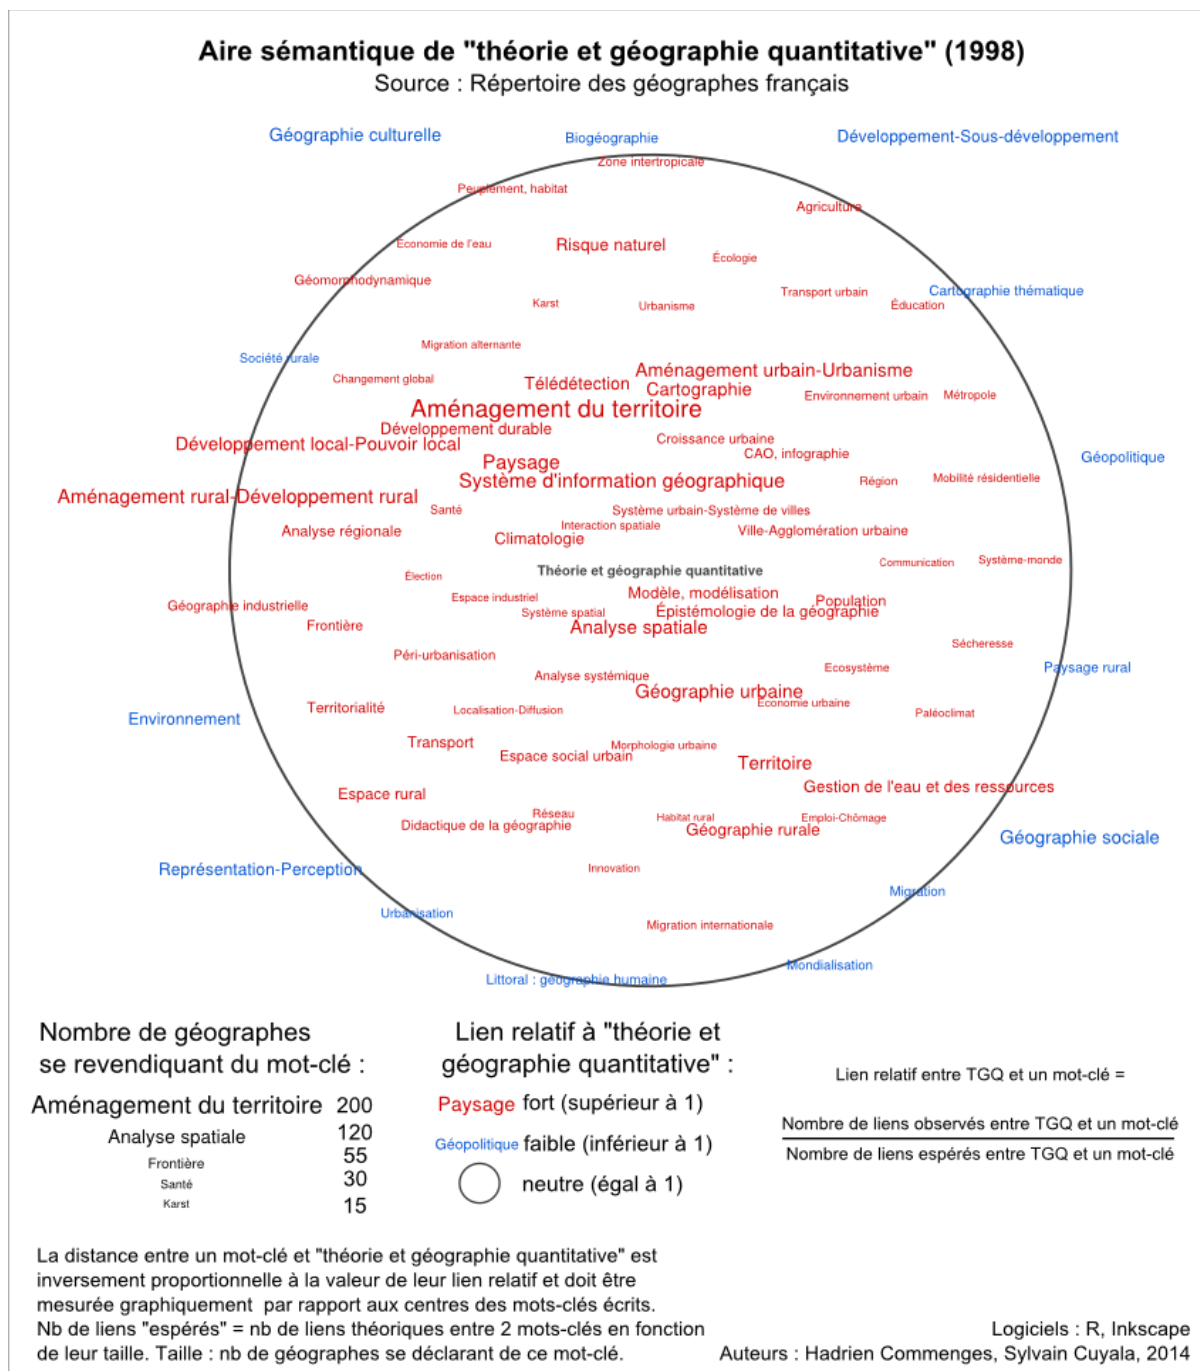 Aire sémantique de "théorie et géographie quantitative" (1998)
Source : Répertoire des géographes français
Géographie culturelle
Biogéographie
Développement-Sous-développement
Zone intertropicale
Peuplement, habitat
Agriculture
Économie de l'eau
Risque naturel
Écologie
Géomorphodynamique
Transport urbain
Cartographie thématique
Karst
Urbanisme
Éducation
Migration alternante
Société rurale
Aménagement urbain-Urbanisme
Changement global
Télédétection
Cartographie
Environnement urbain
Métropole
Aménagement du territoire
Développement durable
Croissance urbaine
Développement local-Pouvoir local
CAO, infographie
Géopolitique
Paysage
Système d'information géographique
Région
Mobilité résidentielle
Aménagement rural-Développement rural
Santé
Système urbain-Système de villes
Interaction spatiale
Analyse régionale
Climatologie
Ville-Agglomération urbaine
Communication
Système-monde
Théorie et géographie quantitative
Élection
Espace industriel
Modèle, modélisation
Population
Géographie industrielle
Système spatial
Épistémologie de la géographie
Frontière
Analyse spatiale
Sécheresse
Péri-urbanisation
Analyse systémique
Ecosystème
Paysage rural
Géographie urbaine
Economie urbaine
Territorialité
Localisation-Diffusion
Paléoclimat
Environnement
Transport
Espace social urbain
Morphologie urbaine
Territoire
Gestion de l'eau et des ressources
Espace rural
Réseau
Habitat rural
Emploi-Chômage
Didactique de la géographie
Géographie rurale
Géographie sociale
Représentation-Perception
Innovation
Migration
Urbanisation
Migration internationale
Mondialisation
Littoral : géographie humaine
Nombre de géographes
se revendiquant du mot-clé :
Aménagement du territoire 200
Analyse spatiale 120
Frontière 55
Santé 30
Karst 15
Lien relatif à "théorie et
géographie quantitative" :
Paysage fort (supérieur à 1)
Géopolitique faible (inférieur à 1)
neutre (égal à 1)
Lien relatif entre TGQ et un mot-clé =
Nombre de liens observés entre TGQ et un mot-clé
Nombre de liens espérés entre TGQ et un mot-clé
La distance entre un mot-clé et "théorie et géographie quantitative" est
inversement proportionnelle à la valeur de leur lien relatif et doit être
mesurée graphiquement par rapport aux centres des mots-clés écrits.
Nb de liens "espérés" = nb de liens théoriques entre 2 mots-clés en fonction
de leur taille. Taille : nb de géographes se déclarant de ce mot-clé.
Logiciels : R, Inkscape
Auteurs : Hadrien Commenges, Sylvain Cuyala, 2014